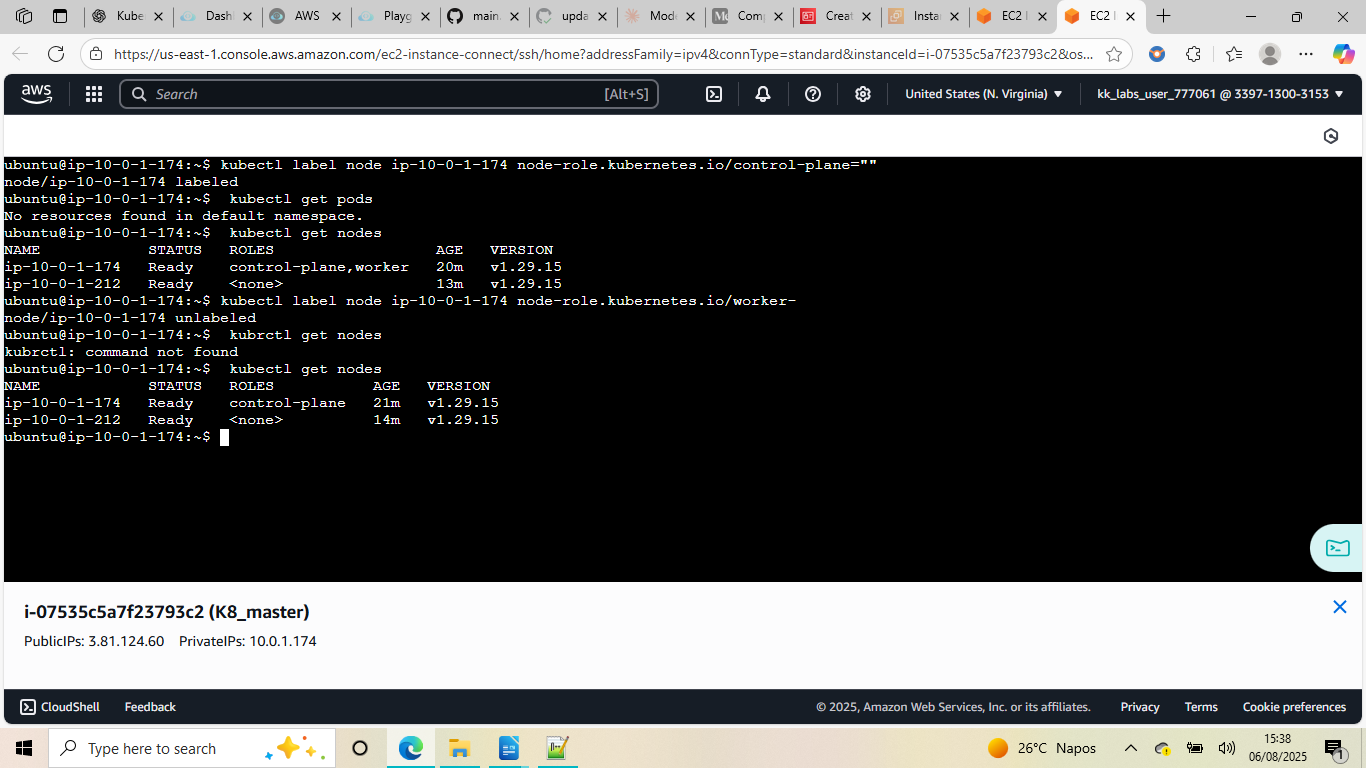 Kube
Dashl
AWS
Playg
main.
upda
Mode
Com
Creat
Insta
EC2 I
EC2 I
https://us-east-1.console.aws.amazon.com/ec2-instance-connect/ssh/home?addressFamily=ipv4&connType=standard&instanceId=i-07535c5a7f23793c2&os...
aws
Search
[Alt+S]
United States (N. Virginia)
kk_labs_user_777061 @ 3397-1300-3153
ubuntu@ip-10-0-1-174:~$ kubectl label node ip-10-0-1-174 node-role.kubernetes.io/control-plane=""
node/ip-10-0-1-174 labeled
ubuntu@ip-10-0-1-174:~$  kubectl get pods
No resources found in default namespace.
ubuntu@ip-10-0-1-174:~$  kubectl get nodes
NAME            STATUS   ROLES                  AGE   VERSION
ip-10-0-1-174   Ready    control-plane,worker   20m   v1.29.15
ip-10-0-1-212   Ready    <none>                 13m   v1.29.15
ubuntu@ip-10-0-1-174:~$ kubectl label node ip-10-0-1-174 node-role.kubernetes.io/worker-
node/ip-10-0-1-174 unlabeled
ubuntu@ip-10-0-1-174:~$  kubrctl get nodes
kubrctl: command not found
ubuntu@ip-10-0-1-174:~$  kubectl get nodes
NAME            STATUS   ROLES           AGE   VERSION
ip-10-0-1-174   Ready    control-plane   21m   v1.29.15
ip-10-0-1-212   Ready    <none>          14m   v1.29.15
ubuntu@ip-10-0-1-174:~$
i-07535c5a7f23793c2 (K8_master)
PublicIPs: 3.81.124.60    PrivateIPs: 10.0.1.174
CloudShell
Feedback
© 2025, Amazon Web Services, Inc. or its affiliates.
Privacy
Terms
Cookie preferences
Type here to search
26°C Napos
15:38
06/08/2025
1